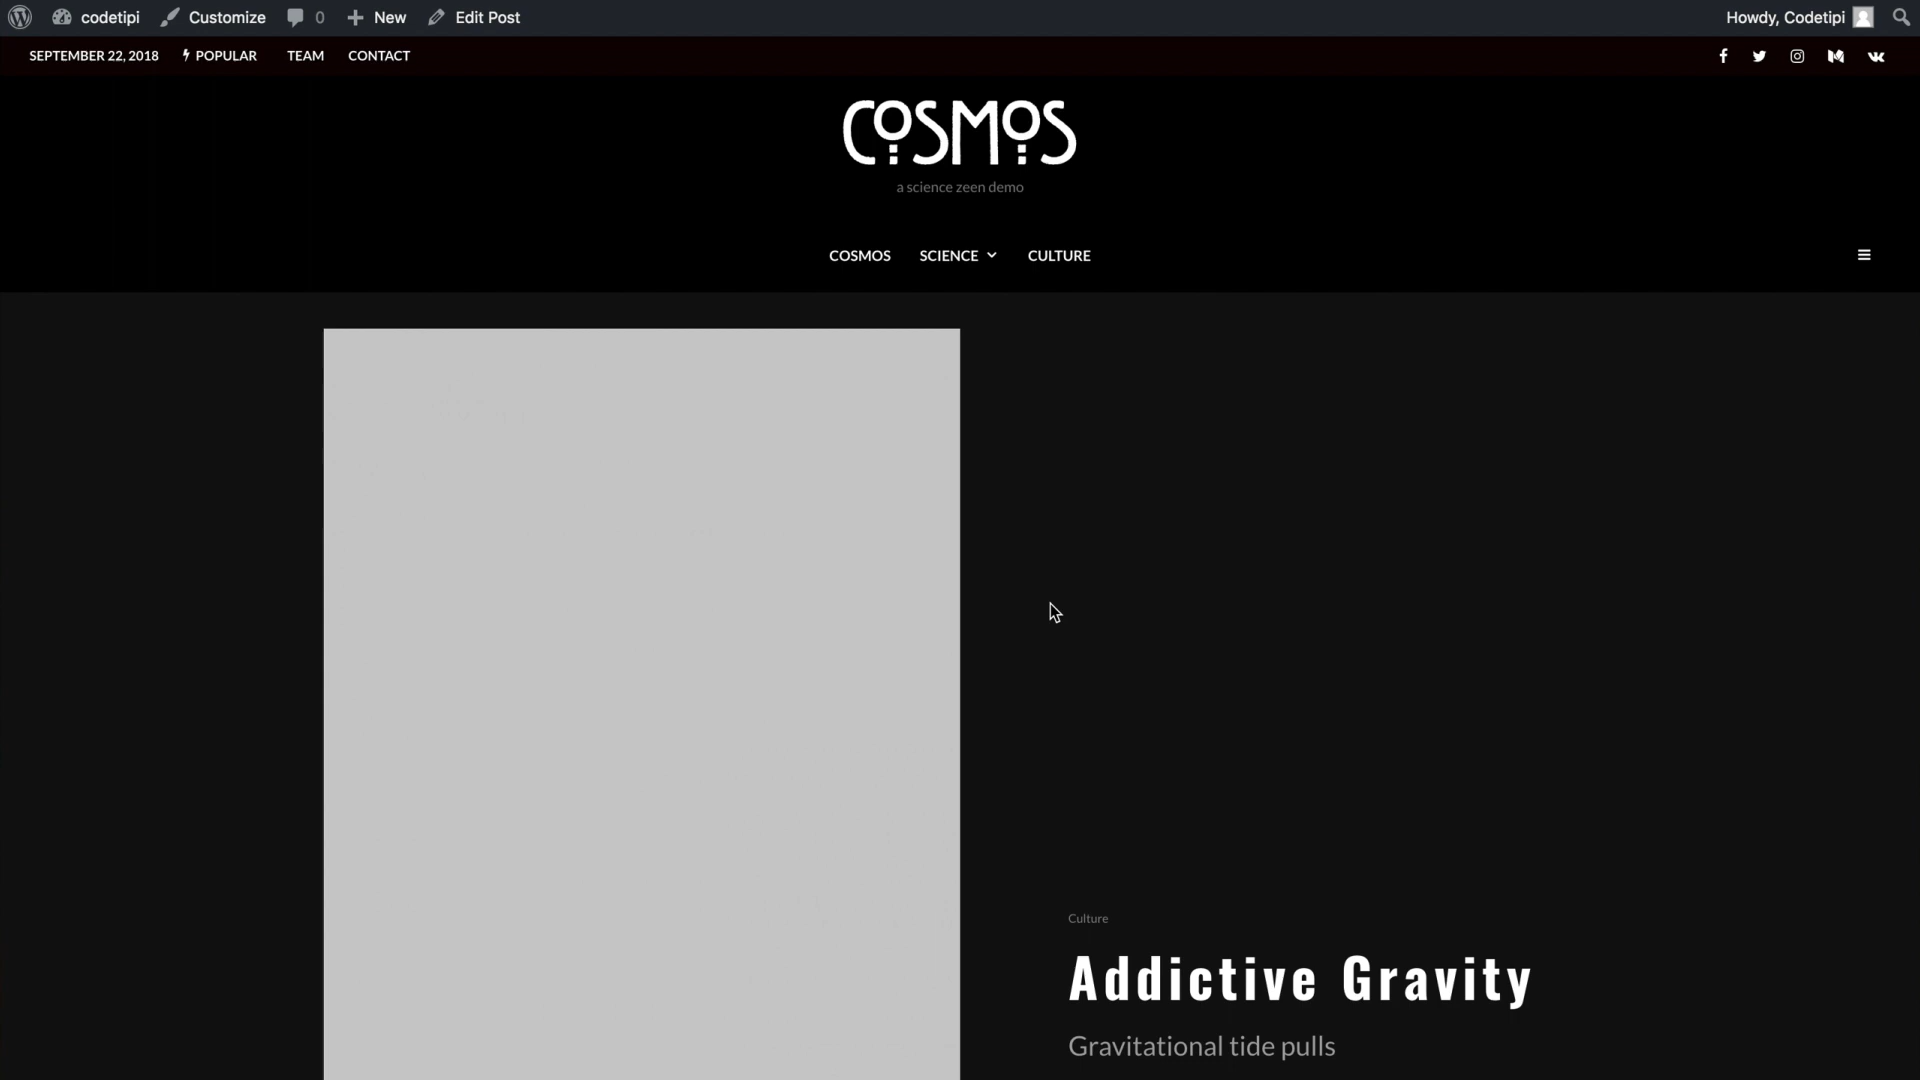 codetipi Customize 0 New Edit Post Howdy, Codetipi
SEPTEMBER 22, 2018 POPULAR TEAM CONTACT
COSMOS
a science zeen demo
COSMOS SCIENCE CULTURE
Culture
Addictive Gravity
Gravitational tide pulls